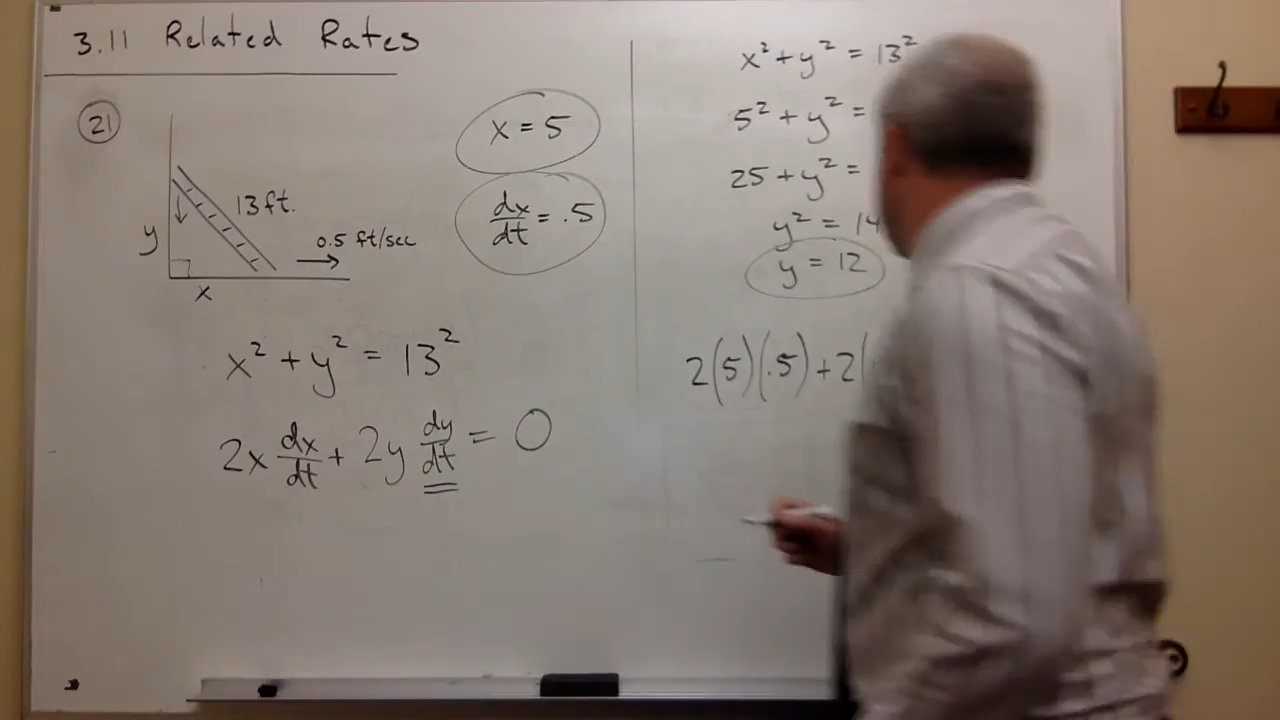 3.11 Related Rates
21
13 ft.
y
0.5 ft/sec
x
x = 5
dx/dt = .5
x² + y² = 13²
2x dx/dt + 2y dy/dt = 0
x² + y² = 13²
5² + y² =
25 + y² =
y² = 14
y = 12
2(5)(.5) + 2(